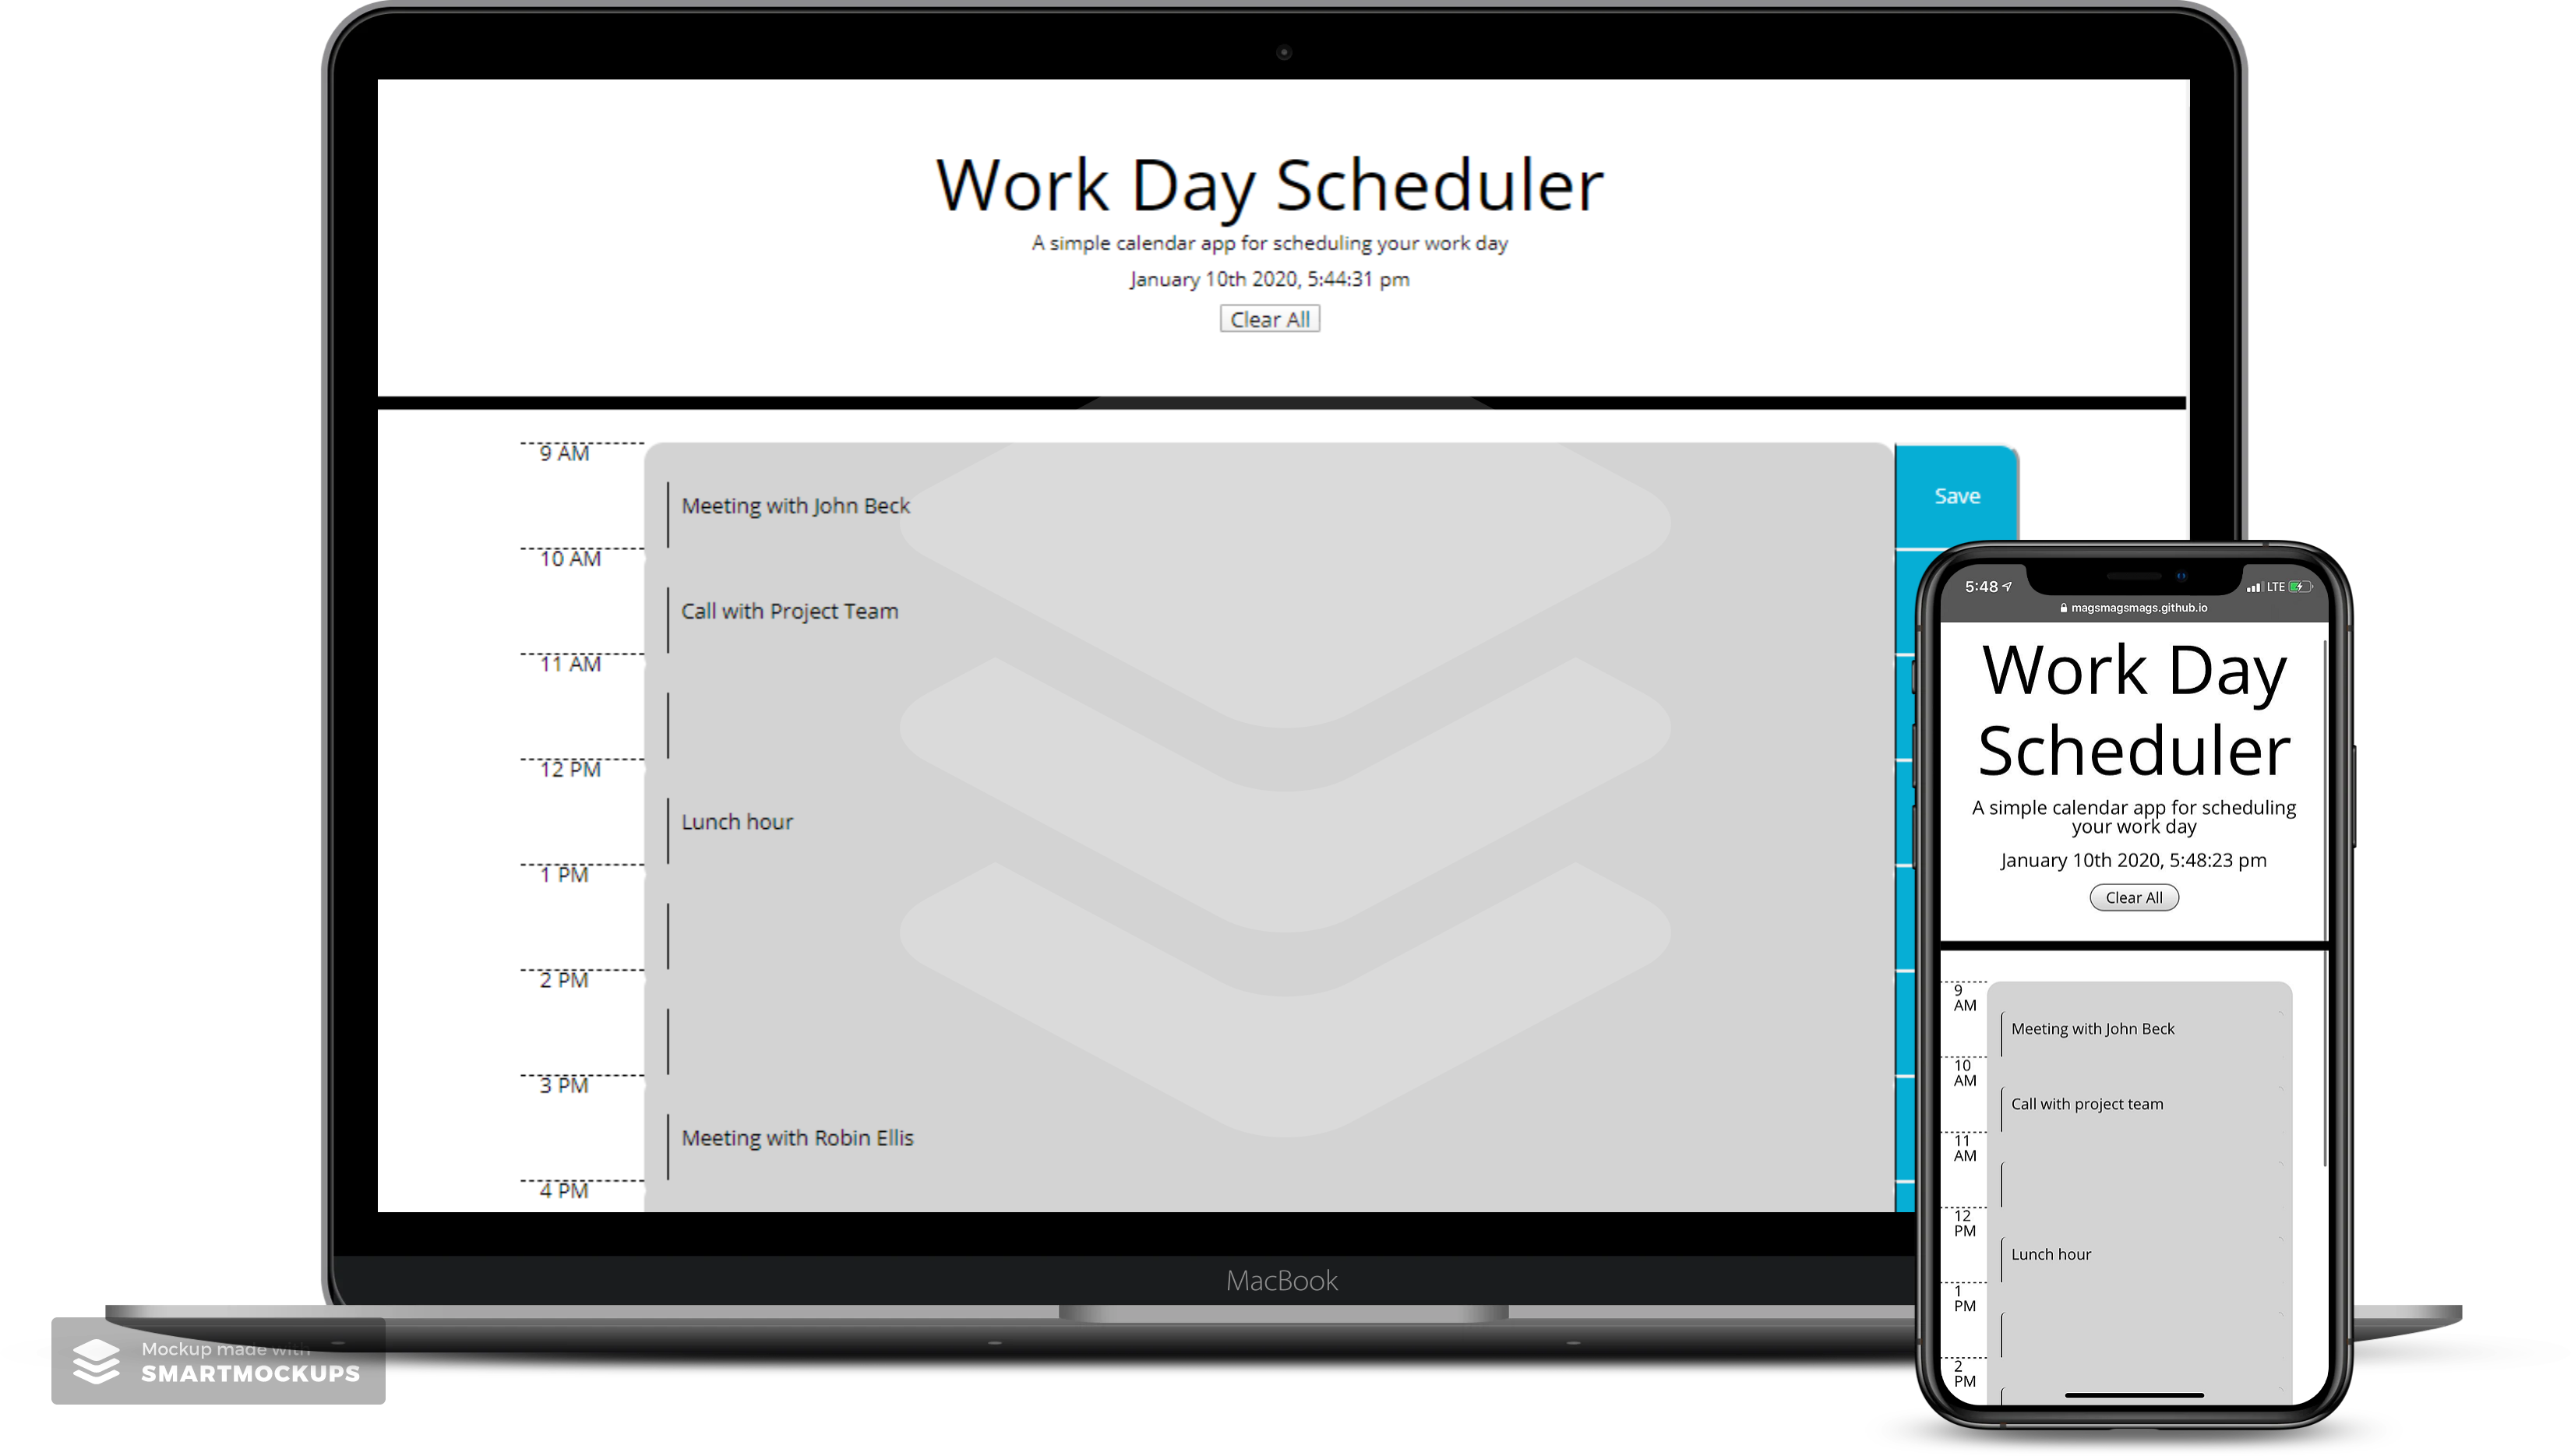 Work Day Scheduler
A simple calendar app for scheduling your work day
January 10th 2020, 5:44:31 pm
Clear All
9 AM
Meeting with John Beck
Save
10 AM
Call with Project Team
11 AM
12 PM
Lunch hour
1 PM
2 PM
3 PM
Meeting with Robin Ellis
4 PM
MacBook
5:48
LTE
magsmagsmags.github.io
Work Day
Scheduler
A simple calendar app for scheduling
your work day
January 10th 2020, 5:48:23 pm
Clear All
9
AM
Meeting with John Beck
10
AM
Call with project team
11
AM
12
PM
Lunch hour
1
PM
2
PM
Mockup made with
SMARTMOCKUPS